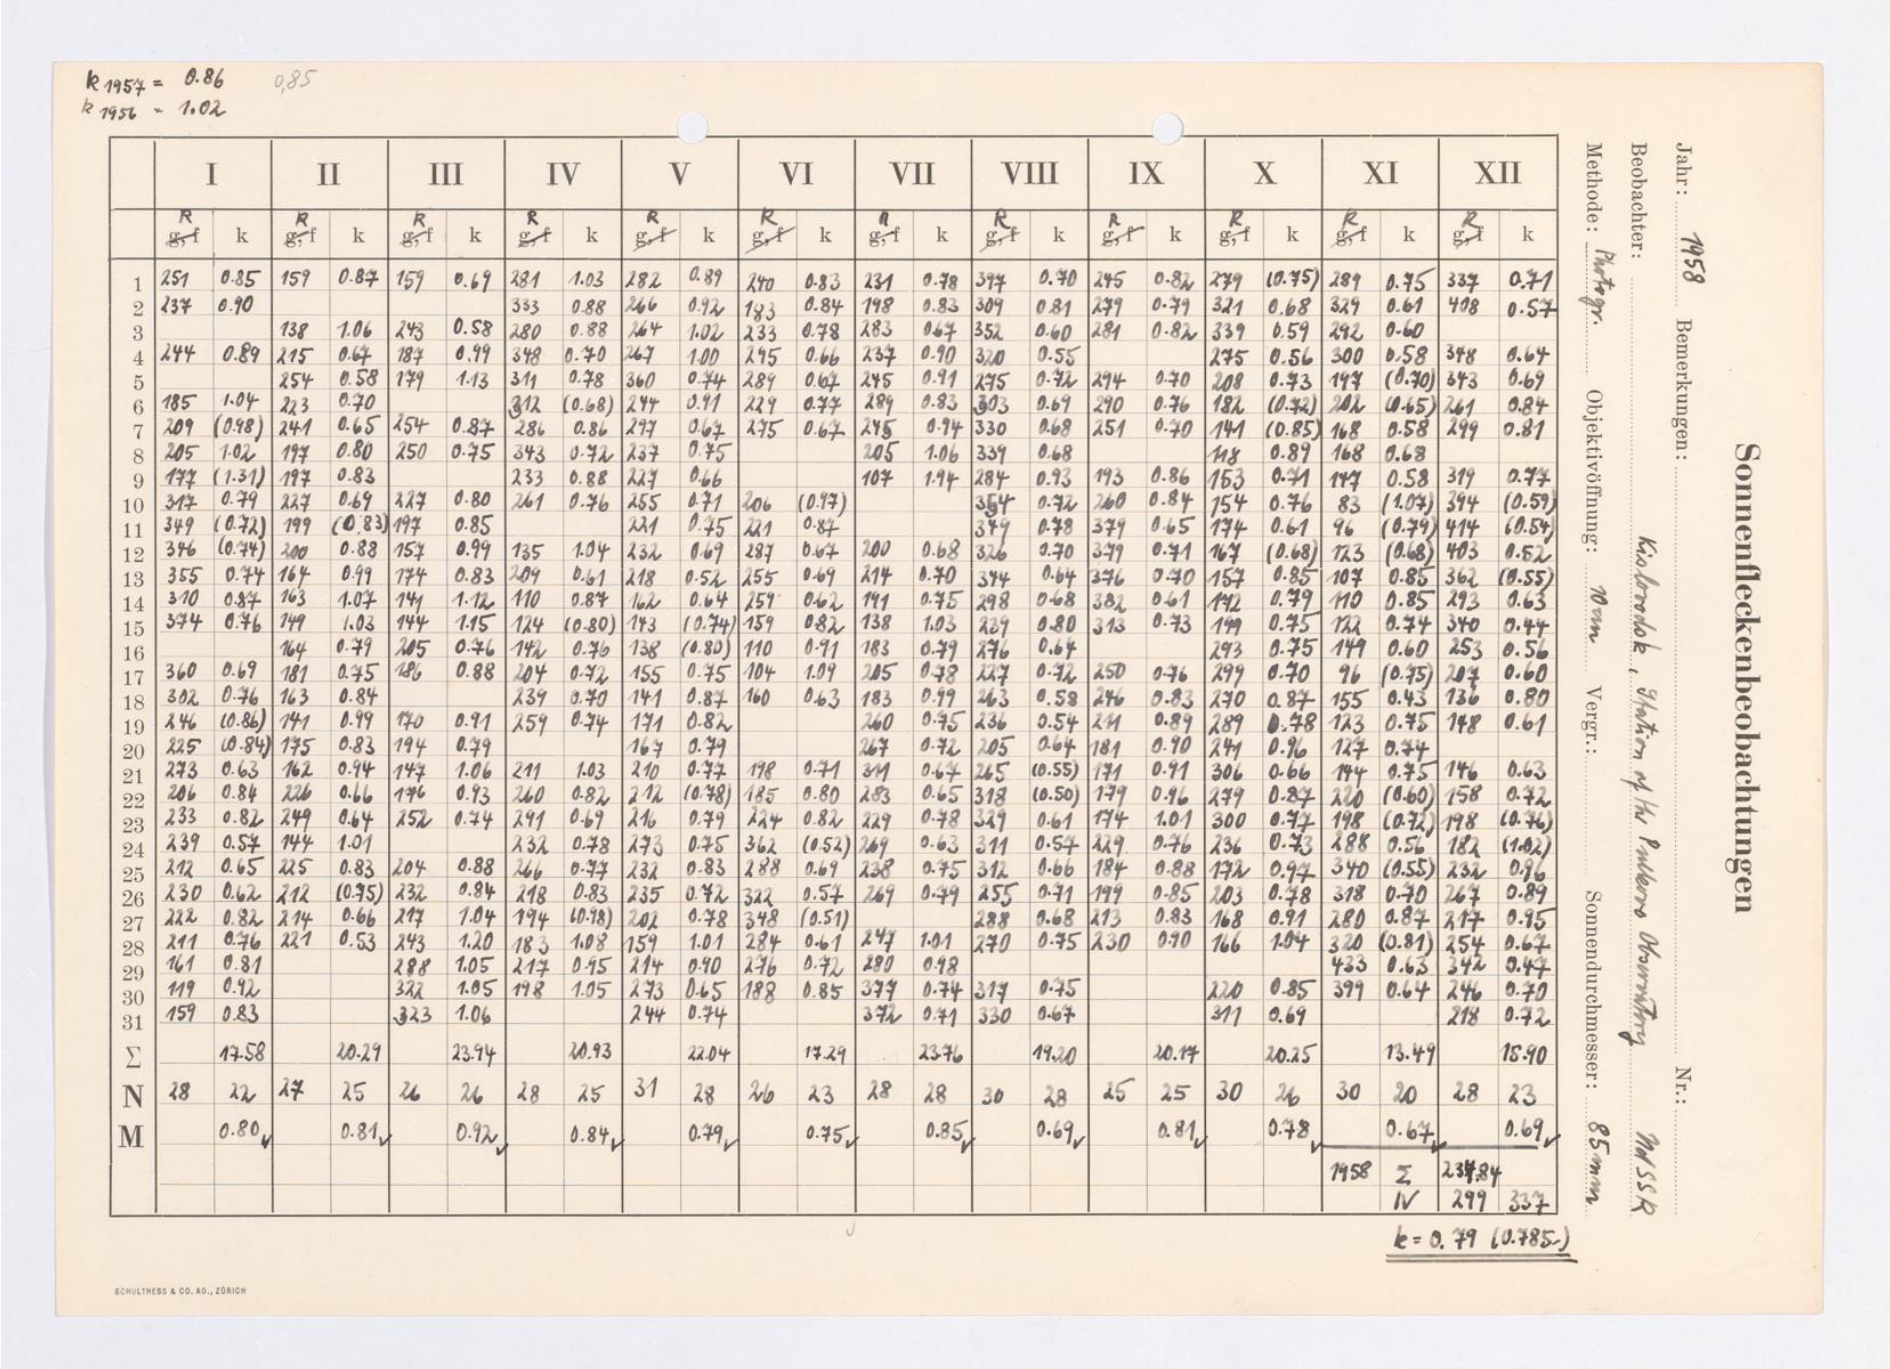 k 1957 = 0.86 0,85
k 1956 = 1.02
I II III IV V VI VII VIII IX X XI XII
R R R R R R R R R R R R
g, f k g, f k g, f k g, f k g, f k g, f k g, f k g, f k g, f k g, f k g, f k g, f k
1 251 0.85 159 0.87 159 0.69 281 1.03 282 0.89 240 0.83 231 0.78 397 0.70 245 0.82 279 (0.75) 289 0.75 337 0.71
2 237 0.90 333 0.88 266 0.92 183 0.84 198 0.83 309 0.81 279 0.79 321 0.68 329 0.61 408 0.57
3 138 1.06 243 0.58 280 0.88 264 1.02 233 0.78 283 0.67 352 0.60 281 0.82 339 0.59 292 0.60
4 244 0.89 215 0.67 187 0.99 348 0.70 267 1.00 295 0.66 237 0.90 320 0.55 275 0.56 300 0.58 348 0.64
5 254 0.58 179 1.13 311 0.78 360 0.74 289 0.67 245 0.91 275 0.72 294 0.70 208 0.73 197 (0.70) 343 0.69
6 185 1.04 223 0.70 312 (0.68) 244 0.91 229 0.77 289 0.83 303 0.69 290 0.76 182 (0.72) 202 (0.65) 261 0.84
7 209 (0.98) 241 0.65 254 0.87 286 0.86 297 0.67 275 0.67 245 0.94 330 0.68 251 0.70 141 (0.85) 168 0.58 299 0.81
8 205 1.02 197 0.80 250 0.75 343 0.72 237 0.75 205 1.06 339 0.68 118 0.89 168 0.68
9 177 (1.31) 197 0.83 233 0.88 227 0.66 107 1.94 284 0.93 193 0.86 153 0.71 147 0.58 319 0.77
10 317 0.79 227 0.69 227 0.80 261 0.76 255 0.71 206 (0.97) 354 0.72 260 0.84 154 0.76 83 (1.07) 394 (0.59)
11 349 (0.72) 199 (0.83) 197 0.85 221 0.75 221 0.87 349 0.78 379 0.65 174 0.61 96 (0.79) 414 (0.54)
12 346 (0.74) 200 0.88 157 0.99 135 1.04 232 0.69 287 0.67 200 0.68 326 0.70 379 0.71 167 (0.68) 123 (0.68) 403 0.52
13 355 0.74 164 0.99 174 0.83 209 0.61 218 0.52 255 0.69 214 0.70 344 0.64 376 0.70 157 0.85 107 0.85 362 (0.55)
14 310 0.87 163 1.07 141 1.12 110 0.87 162 0.64 259 0.62 191 0.75 298 0.68 382 0.61 192 0.79 110 0.85 293 0.63
15 374 0.76 149 1.03 144 1.15 124 (0.80) 143 (0.74) 159 0.82 138 1.03 239 0.80 313 0.73 199 0.75 122 0.74 340 0.44
16 164 0.79 205 0.76 142 0.76 138 (0.80) 110 0.91 183 0.79 276 0.64 293 0.75 149 0.60 253 0.56
17 360 0.69 181 0.75 186 0.88 204 0.72 155 0.75 104 1.09 205 0.78 227 0.72 250 0.76 299 0.70 96 (0.75) 207 0.60
18 302 0.76 163 0.84 239 0.70 141 0.87 160 0.63 183 0.99 263 0.58 246 0.83 270 0.87 155 0.43 136 0.80
19 246 (0.86) 141 0.99 170 0.91 259 0.74 171 0.82 260 0.75 236 0.54 211 0.89 289 0.78 123 0.75 148 0.61
20 225 (0.84) 175 0.83 194 0.79 167 0.79 267 0.72 205 0.64 181 0.90 241 0.96 127 0.74
21 273 0.63 162 0.94 147 1.06 211 1.03 210 0.77 198 0.71 311 0.67 265 (0.55) 171 0.91 306 0.66 144 0.75 146 0.63
22 206 0.84 226 0.66 176 0.93 260 0.82 212 (0.78) 185 0.80 283 0.65 318 (0.50) 179 0.96 279 0.87 220 (0.60) 158 0.72
23 233 0.82 249 0.64 252 0.74 291 0.69 216 0.79 224 0.82 229 0.78 329 0.61 174 1.01 300 0.77 198 (0.72) 198 (0.76)
24 239 0.57 144 1.01 232 0.78 273 0.75 362 (0.52) 269 0.63 311 0.57 229 0.76 236 0.73 288 0.56 182 (1.02)
25 212 0.65 225 0.83 204 0.88 266 0.77 232 0.83 288 0.69 238 0.75 312 0.66 184 0.88 172 0.97 340 (0.55) 232 0.96
26 230 0.62 212 (0.75) 232 0.84 218 0.83 235 0.72 322 0.57 269 0.79 255 0.71 199 0.85 203 0.78 318 0.70 267 0.89
27 222 0.82 214 0.66 217 1.04 194 (0.98) 202 0.78 348 (0.51) 288 0.68 213 0.83 168 0.91 280 0.87 217 0.95
28 211 0.76 221 0.53 243 1.20 183 1.08 159 1.01 284 0.61 247 1.01 270 0.75 230 0.90 166 1.04 320 (0.81) 254 0.67
29 161 0.81 288 1.05 217 0.95 214 0.90 276 0.72 280 0.98 433 0.63 342 0.47
30 119 0.92 322 1.05 198 1.05 273 0.65 188 0.85 377 0.74 317 0.75 220 0.85 399 0.64 246 0.70
31 159 0.83 323 1.06 244 0.74 372 0.71 330 0.67 311 0.69 218 0.72
Σ 17.58 20.29 23.94 20.93 22.04 17.29 23.76 19.20 20.17 20.25 13.49 15.90
N 28 22 27 25 26 26 28 25 31 28 26 23 28 28 30 28 25 25 30 26 30 20 28 23
M 0.80 0.81 0.92 0.84 0.79 0.75 0.85 0.69 0.81 0.78 0.67 0.69
1958 Σ 234.84
N 299 337
k = 0.79 (0.785)
SCHULTHESS & CO. AG., ZÜRICH
Sonnenfleckenbeobachtungen
Jahr: 1958 Bemerkungen: Nr.:
Beobachter: Kislovodsk, Station of the Pulkovo Observatory UdSSR
Methode: Photogr. Objektivöffnung: 10 cm Vergr.: Sonnendurchmesser: 85 mm